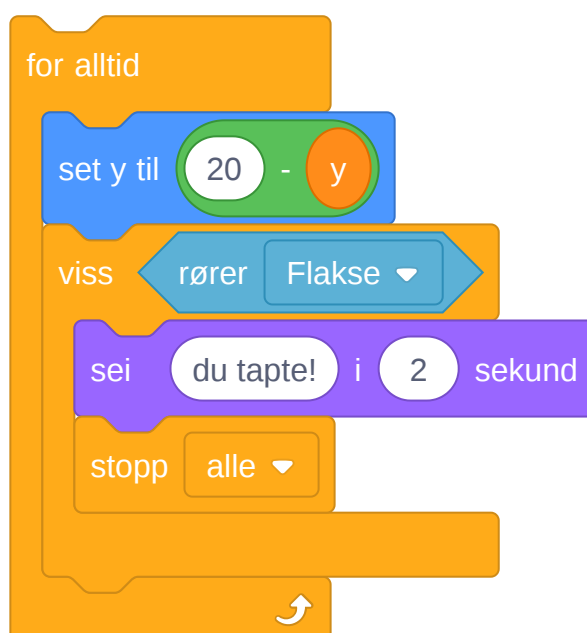 for alltid
set y til 20 - y
viss rører Flakse
sei du tapte! i 2 sekund
stopp alle